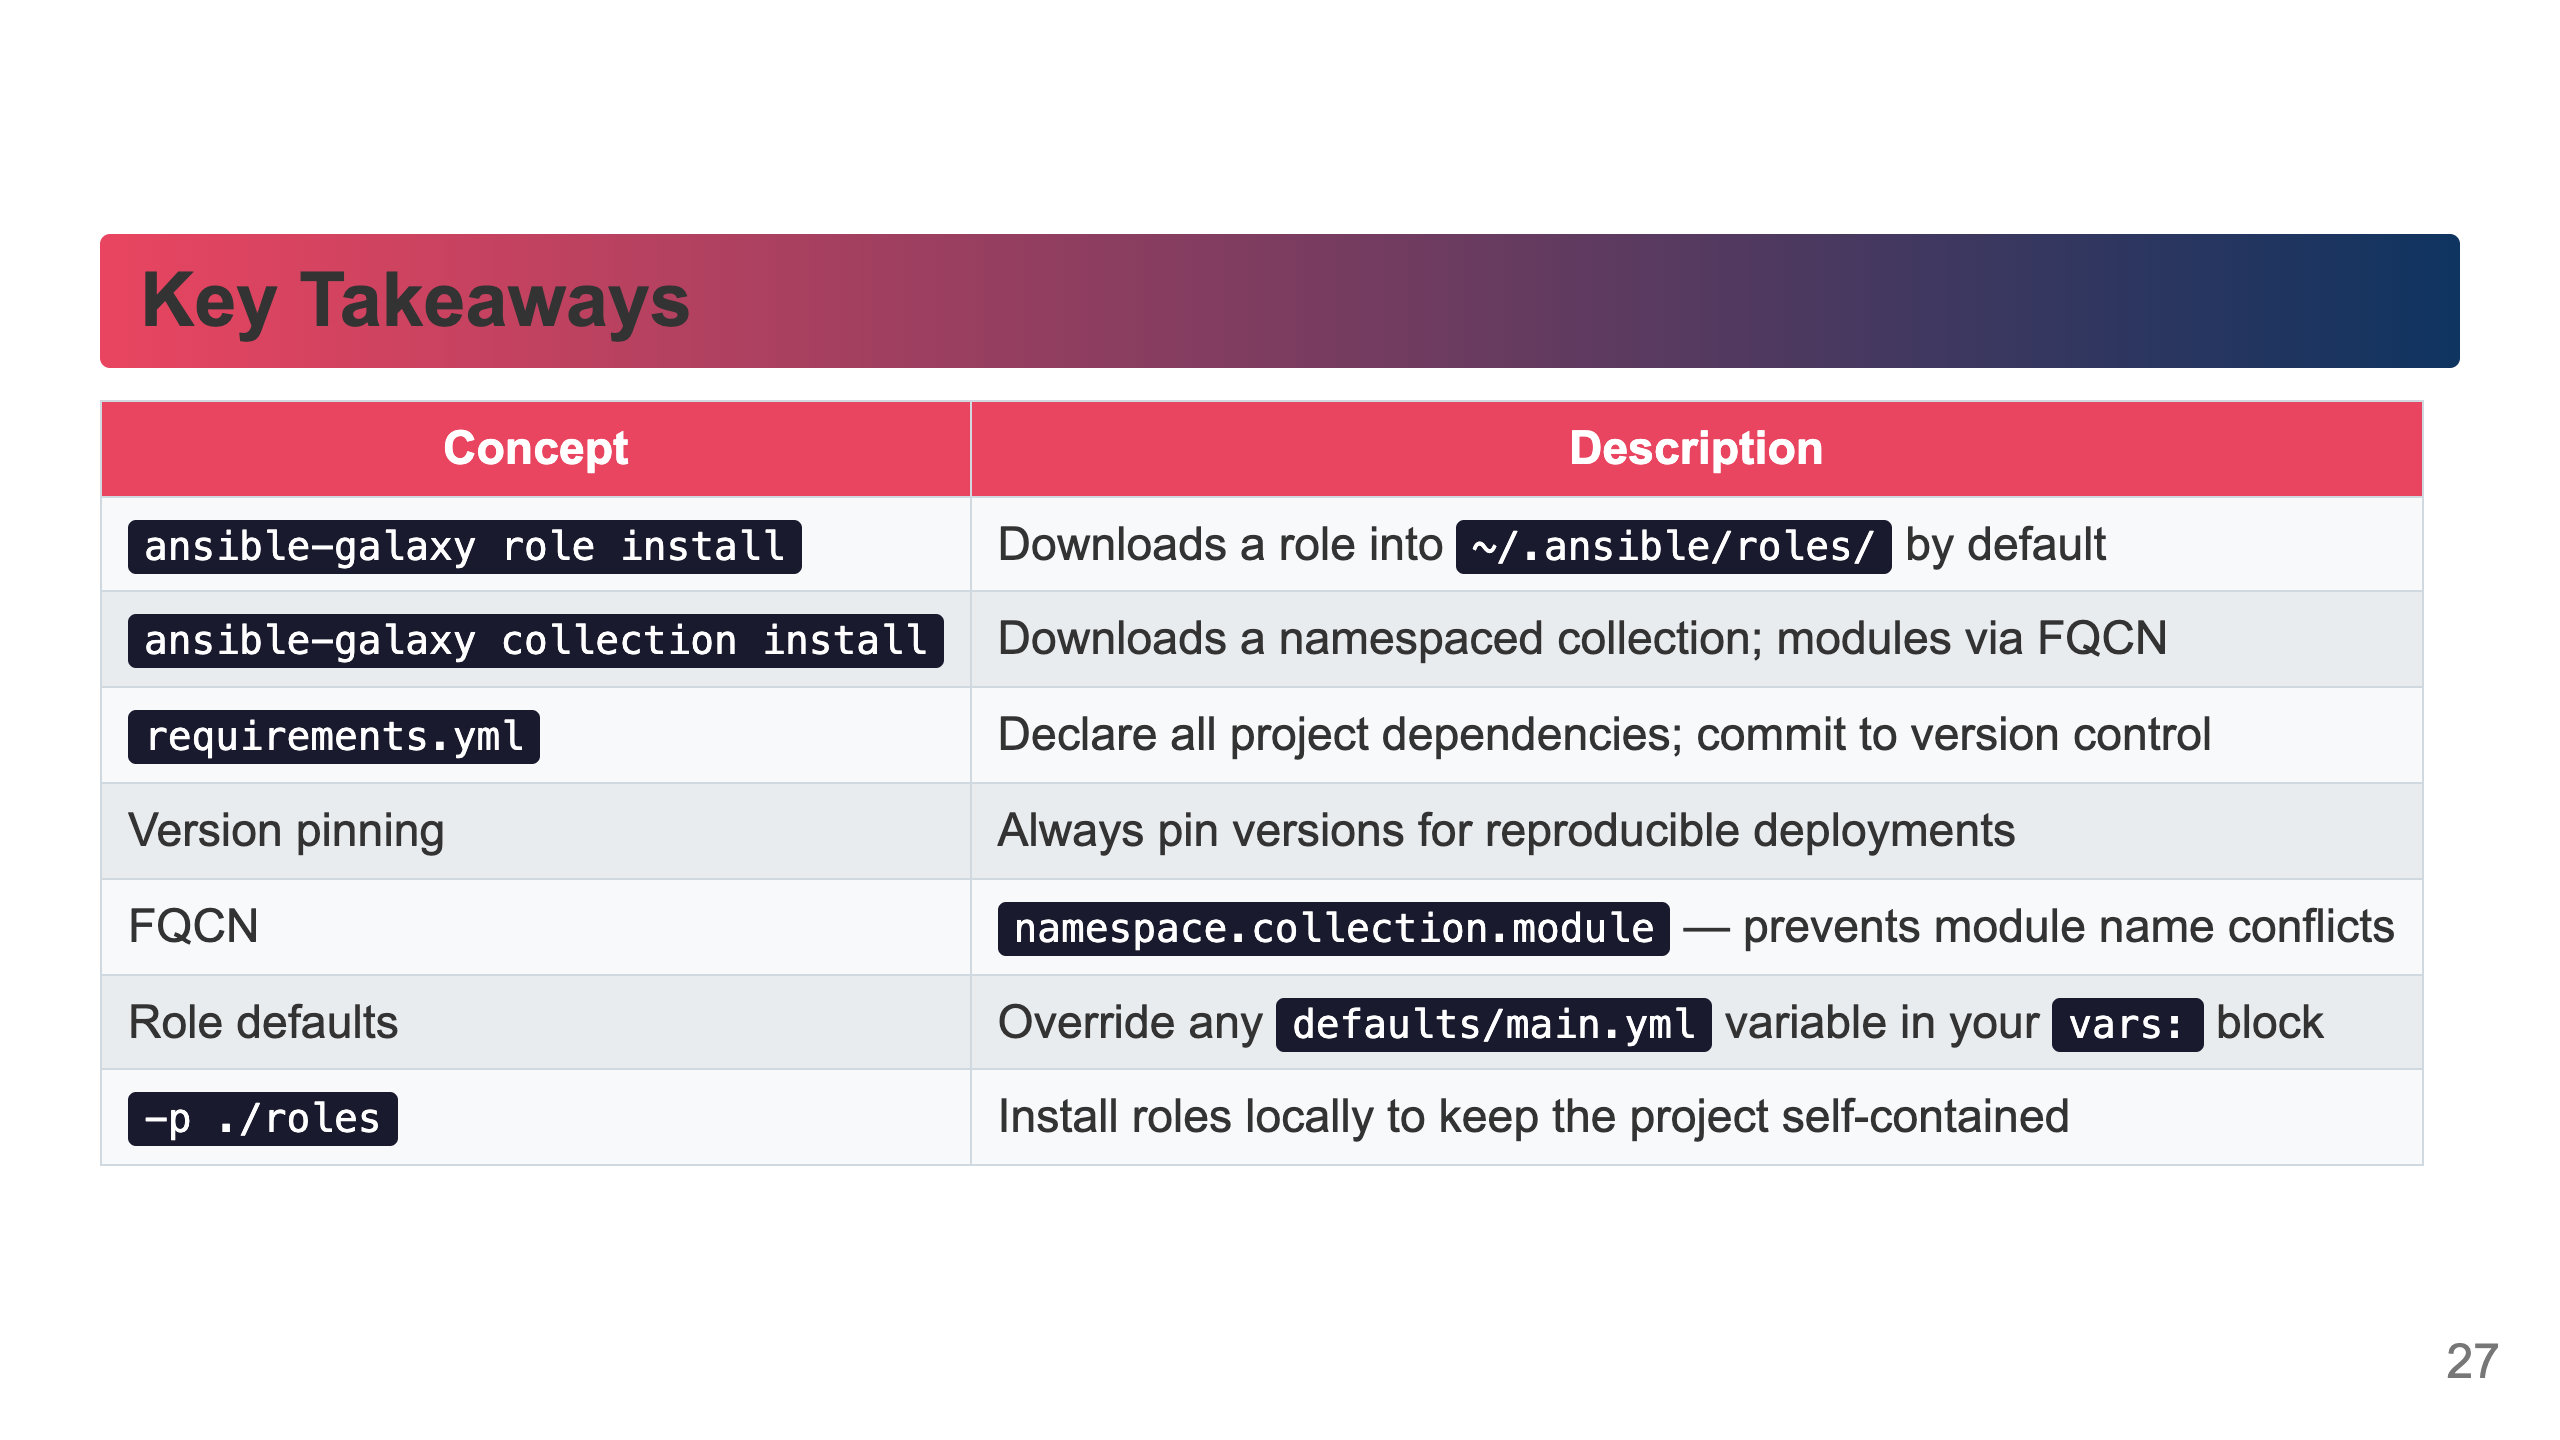 Key Takeaways
Concept Description
ansible-galaxy role install Downloads a role into ~/.ansible/roles/ by default
ansible-galaxy collection install Downloads a namespaced collection; modules via FQCN
requirements.yml Declare all project dependencies; commit to version control
Version pinning Always pin versions for reproducible deployments
FQCN namespace.collection.module — prevents module name conflicts
Role defaults Override any defaults/main.yml variable in your vars: block
-p ./roles Install roles locally to keep the project self-contained
27